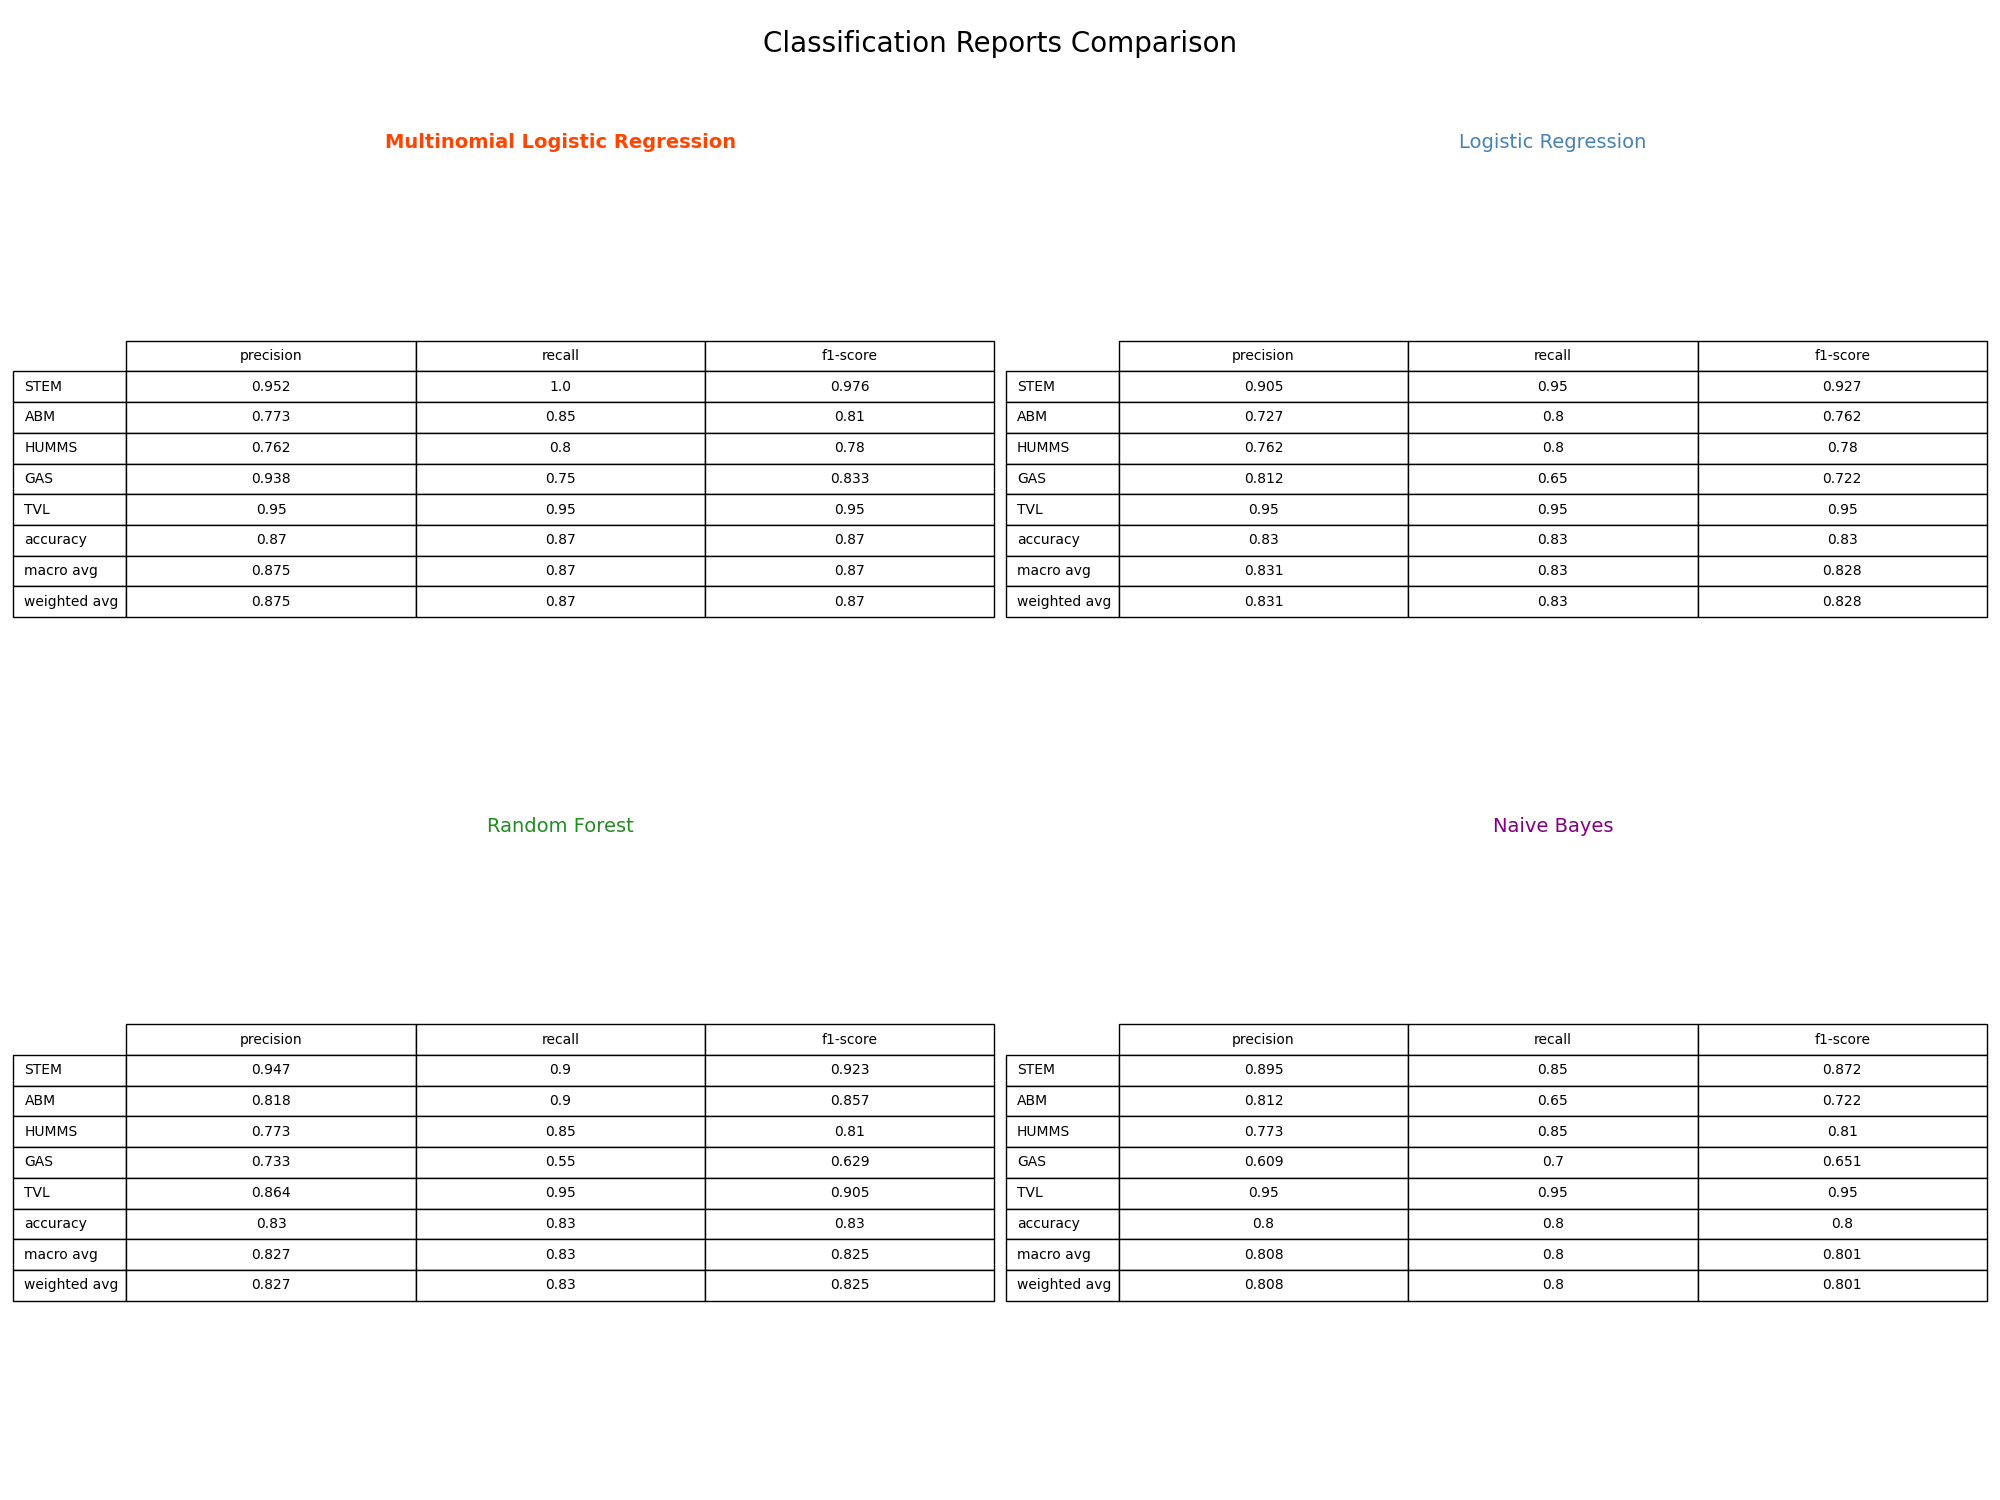 Classification Reports Comparison
Multinomial Logistic Regression
precision recall f1-score
STEM 0.952 1.0 0.976
ABM 0.773 0.85 0.81
HUMMS 0.762 0.8 0.78
GAS 0.938 0.75 0.833
TVL 0.95 0.95 0.95
accuracy 0.87 0.87 0.87
macro avg 0.875 0.87 0.87
weighted avg 0.875 0.87 0.87
Logistic Regression
precision recall f1-score
STEM 0.905 0.95 0.927
ABM 0.727 0.8 0.762
HUMMS 0.762 0.8 0.78
GAS 0.812 0.65 0.722
TVL 0.95 0.95 0.95
accuracy 0.83 0.83 0.83
macro avg 0.831 0.83 0.828
weighted avg 0.831 0.83 0.828
Random Forest
precision recall f1-score
STEM 0.947 0.9 0.923
ABM 0.818 0.9 0.857
HUMMS 0.773 0.85 0.81
GAS 0.733 0.55 0.629
TVL 0.864 0.95 0.905
accuracy 0.83 0.83 0.83
macro avg 0.827 0.83 0.825
weighted avg 0.827 0.83 0.825
Naive Bayes
precision recall f1-score
STEM 0.895 0.85 0.872
ABM 0.812 0.65 0.722
HUMMS 0.773 0.85 0.81
GAS 0.609 0.7 0.651
TVL 0.95 0.95 0.95
accuracy 0.8 0.8 0.8
macro avg 0.808 0.8 0.801
weighted avg 0.808 0.8 0.801